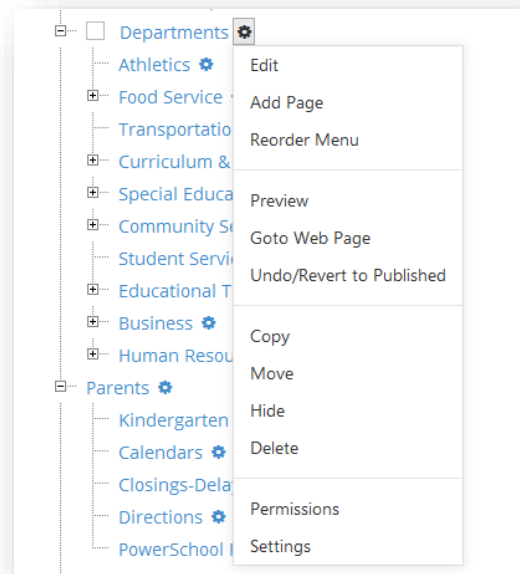 Departments
Athletics
Food Service
Transportatio
Curriculum &
Special Educa
Community Se
Student Servi
Educational T
Business
Human Resou
Parents
Kindergarten
Calendars
Closings-Dela
Directions
PowerSchool
Edit
Add Page
Reorder Menu
Preview
Goto Web Page
Undo/Revert to Published
Copy
Move
Hide
Delete
Permissions
Settings